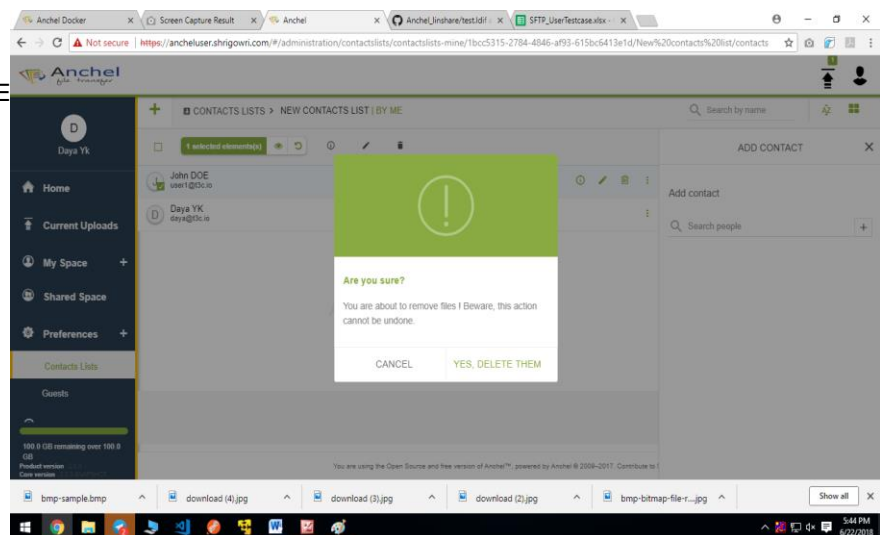 Anchel Docker
Screen Capture Result
Anchel
Anchel_linshare/test.ldif
SFTP_UserTestcase.xlsx -
Not secure | https://ancheluser.shrigowri.com/#/administration/contactslists/contactslists-mine/1bcc5315-2784-4846-af93-615bc6413e1d/New%20contacts%20list/contacts
Anchel
file transfer
1
D
Daya Yk
CONTACTS LISTS > NEW CONTACTS LIST | BY ME
Search by name
1 selected elements(s)
ADD CONTACT
John DOE
user1@t3c.io
D
Daya YK
daya@t3c.io
Add contact
Search people
Home
Current Uploads
My Space
Shared Space
Preferences
Contacts Lists
Guests
Are you sure?
You are about to remove files ! Beware, this action
cannot be undone.
CANCEL
YES, DELETE THEM
100.0 GB remaining over 100.0
GB
Product version
Core version
You are using the Open Source and free version of Anchel™, powered by Anchel © 2009–2017. Contribute to
bmp-sample.bmp
download (4).jpg
download (3).jpg
download (2).jpg
bmp-bitmap-file-r....jpg
Show all
5:44 PM
6/22/2018